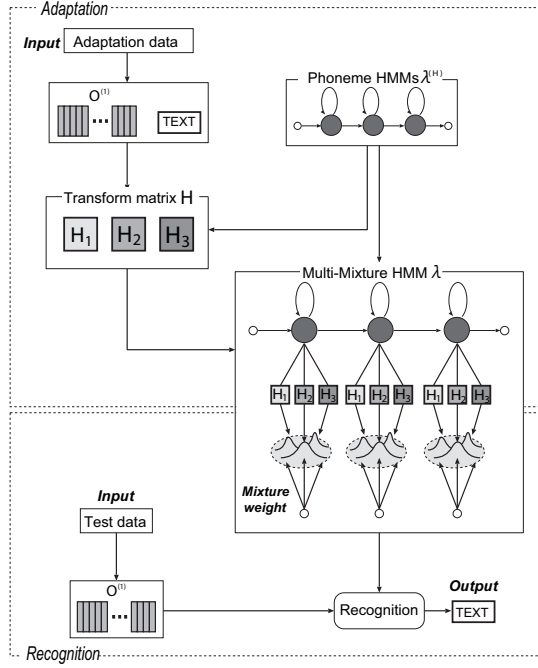 Adaptation
Input
Adaptation data
O(1)
...
TEXT
Phoneme HMMs λ(H)
Transform matrix H
H1 H2 H3
Multi-Mixture HMM λ
H1 H2 H3 H1 H2 H3 H1 H2 H3
Mixture
weight
Input
Test data
O(1)
...
Recognition
Output
TEXT
Recognition